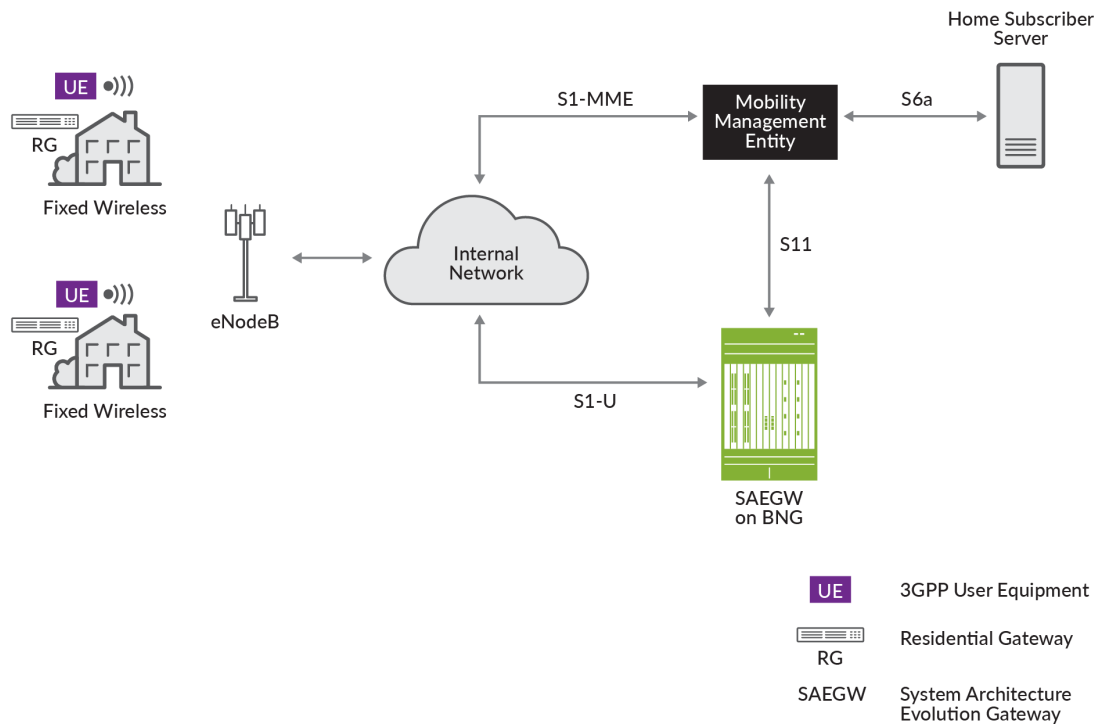 Home Subscriber
Server
UE
RG
Fixed Wireless
S1-MME
Mobility
Management
Entity
S6a
eNodeB
Internal
Network
S11
UE
RG
Fixed Wireless
S1-U
SAEGW
on BNG
UE
3GPP User Equipment
RG
Residential Gateway
SAEGW
System Architecture
Evolution Gateway